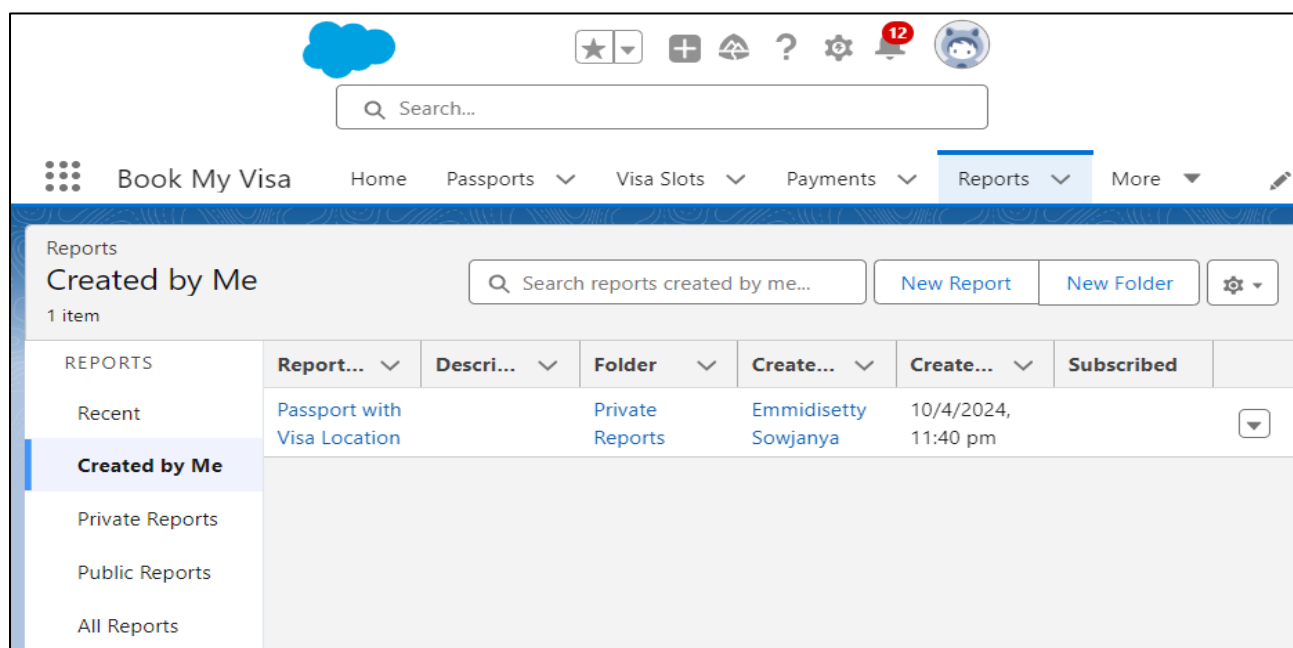 12
Search...
Book My Visa Home Passports Visa Slots Payments Reports More
Reports
Created by Me
1 item
Search reports created by me...
New Report New Folder
REPORTS
Recent
Created by Me
Private Reports
Public Reports
All Reports
Report... Descri... Folder Create... Create... Subscribed
Passport with Private Emmidisetty 10/4/2024,
Visa Location Reports Sowjanya 11:40 pm